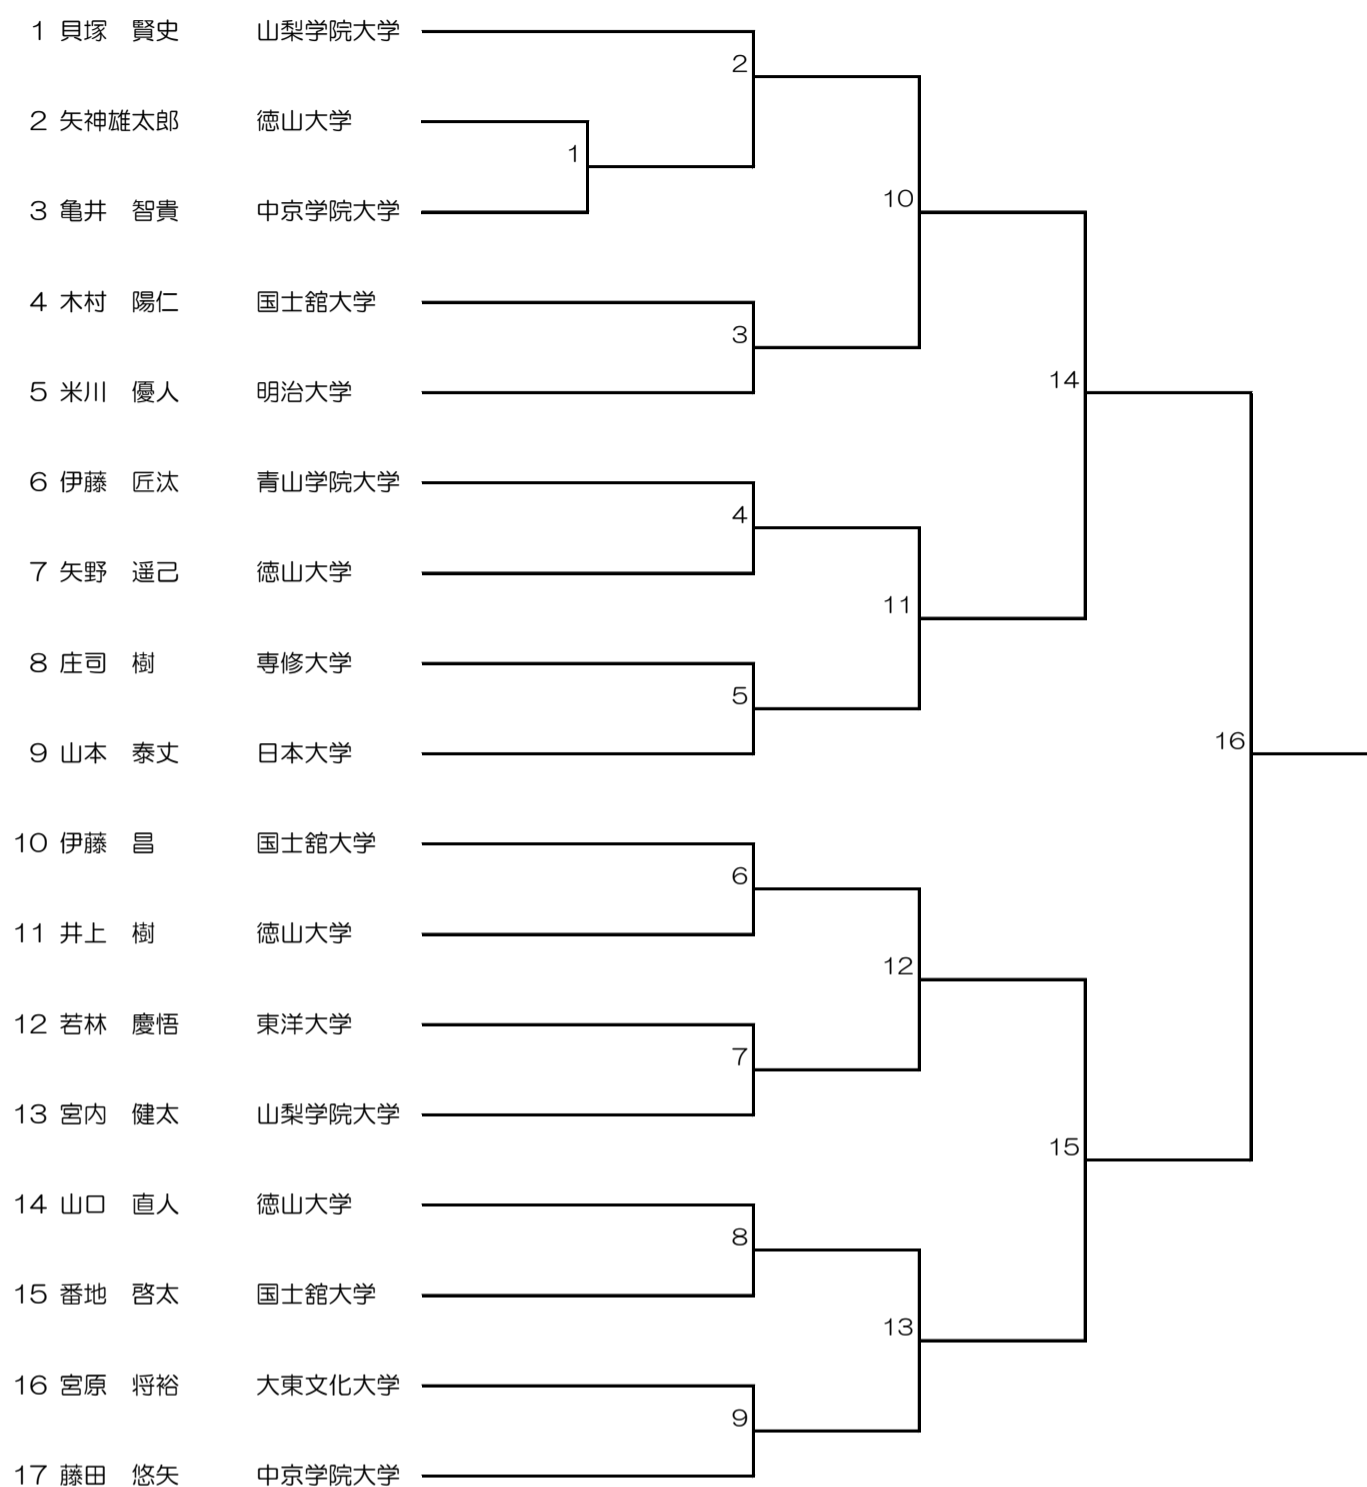 1 貝塚 賢史 山梨学院大学
2
2 矢神雄太郎 徳山大学
1
3 亀井 智貴 中京学院大学
10
4 木村 陽仁 国士舘大学
3
5 米川 優人 明治大学
14
6 伊藤 匠汰 青山学院大学
4
7 矢野 遥己 徳山大学
11
8 庄司 樹 専修大学
5
9 山本 泰丈 日本大学
16
10 伊藤 昌 国士舘大学
6
11 井上 樹 徳山大学
12
12 若林 慶悟 東洋大学
7
13 宮内 健太 山梨学院大学
15
14 山口 直人 徳山大学
8
15 番地 啓太 国士舘大学
13
16 宮原 将裕 大東文化大学
9
17 藤田 悠矢 中京学院大学